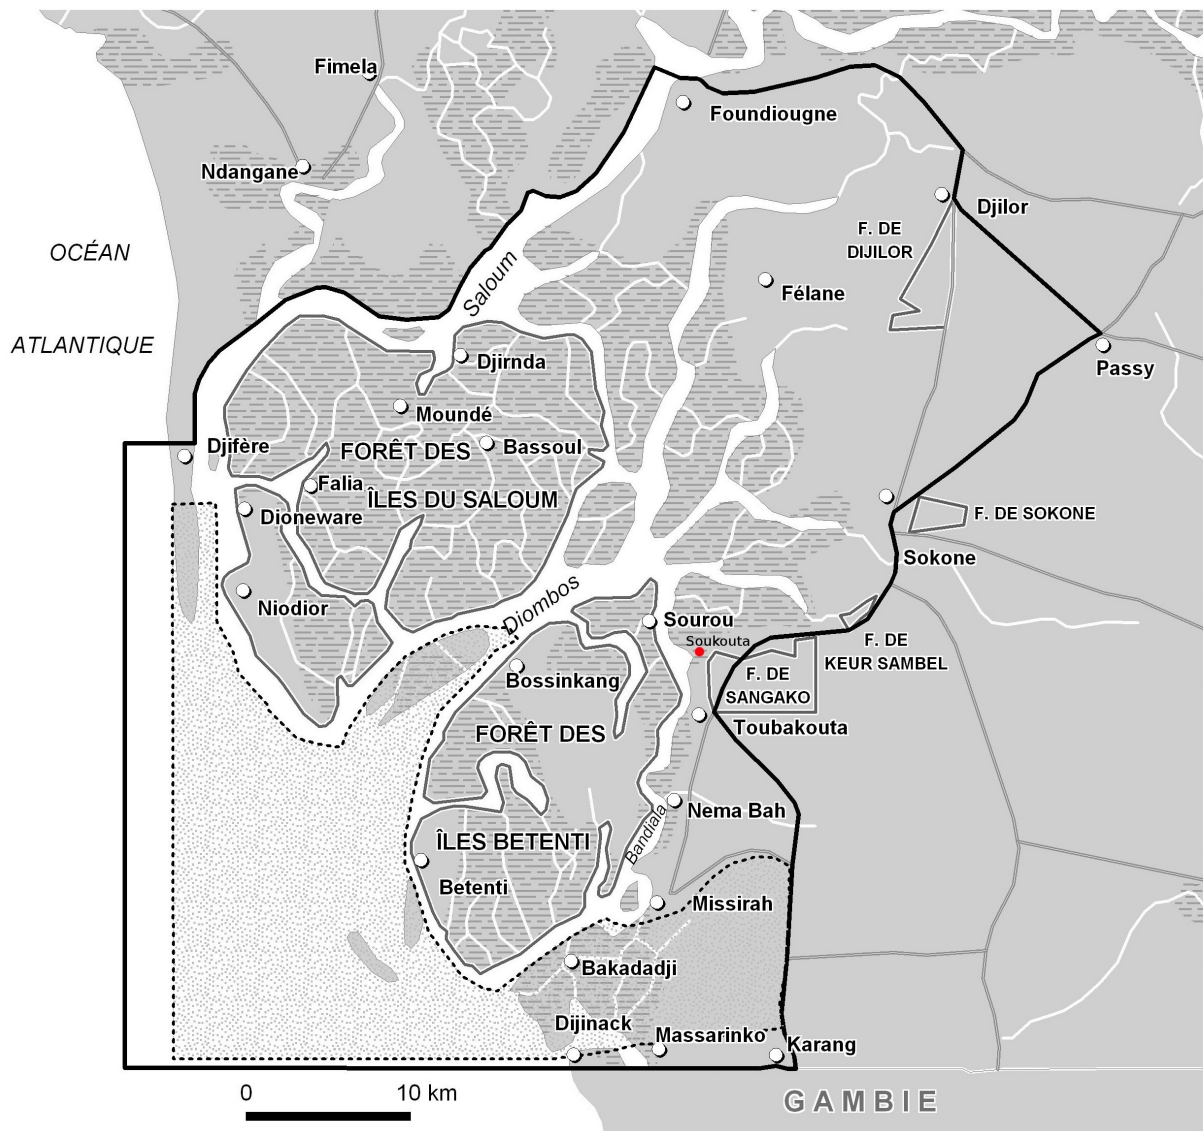 Fimela
Foundiougne
Ndangane
Djilor
F. DE
DIJILOR
OCÉAN
Saloum
Félane
ATLANTIQUE
Djirnda
Passy
Moundé
Djifère
FORÊT DES
Bassoul
Falia
ÎLES DU SALOUM
Dioneware
F. DE SOKONE
Sokone
Niodior
Diombos
Sourou
Soukouta
F. DE
KEUR SAMBEL
Bossinkang
F. DE
SANGAKO
FORÊT DES
Toubakouta
Nema Bah
Bandiala
ÎLES BETENTI
Betenti
Missirah
Bakadadji
Dijinack
Massarinko
Karang
0
10 km
GAMBIE